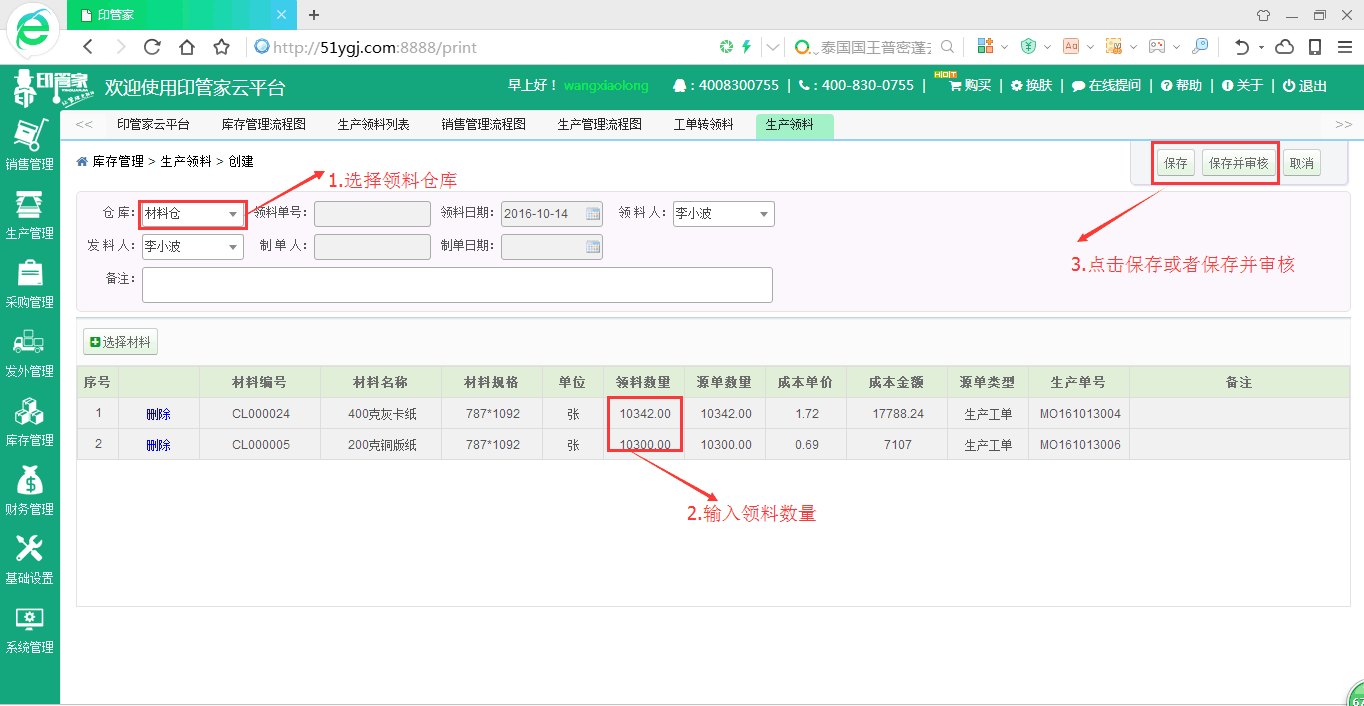 印管家
http://51ygj.com:8888/print
泰国国王普密蓬
印管家
欢迎使用印管家云平台
早上好！ wangxiaolong
: 4008300755 | : 400-830-0755 | HOT 购买 | 换肤 | 在线提问 | 帮助 | 关于 | 退出
<< 印管家云平台 库存管理流程图 生产领料列表 销售管理流程图 生产管理流程图 工单转领料 生产领料 >>
销售管理
生产管理
采购管理
发外管理
库存管理
财务管理
基础设置
系统管理
库存管理 > 生产领料 > 创建
保存 保存并审核 取消
1.选择领料仓库
仓 库: 材料仓 领料单号: 领料日期: 2016-10-14 领 料 人: 李小波
发 料 人: 李小波 制 单 人: 制单日期:
备注:
3.点击保存或者保存并审核
选择材料
序号 材料编号 材料名称 材料规格 单位 领料数量 源单数量 成本单价 成本金额 源单类型 生产单号 备注
1 删除 CL000024 400克灰卡纸 787*1092 张 10342.00 10342.00 1.72 17788.24 生产工单 MO161013004
2 删除 CL000005 200克铜版纸 787*1092 张 10300.00 10300.00 0.69 7107 生产工单 MO161013006
2.输入领料数量